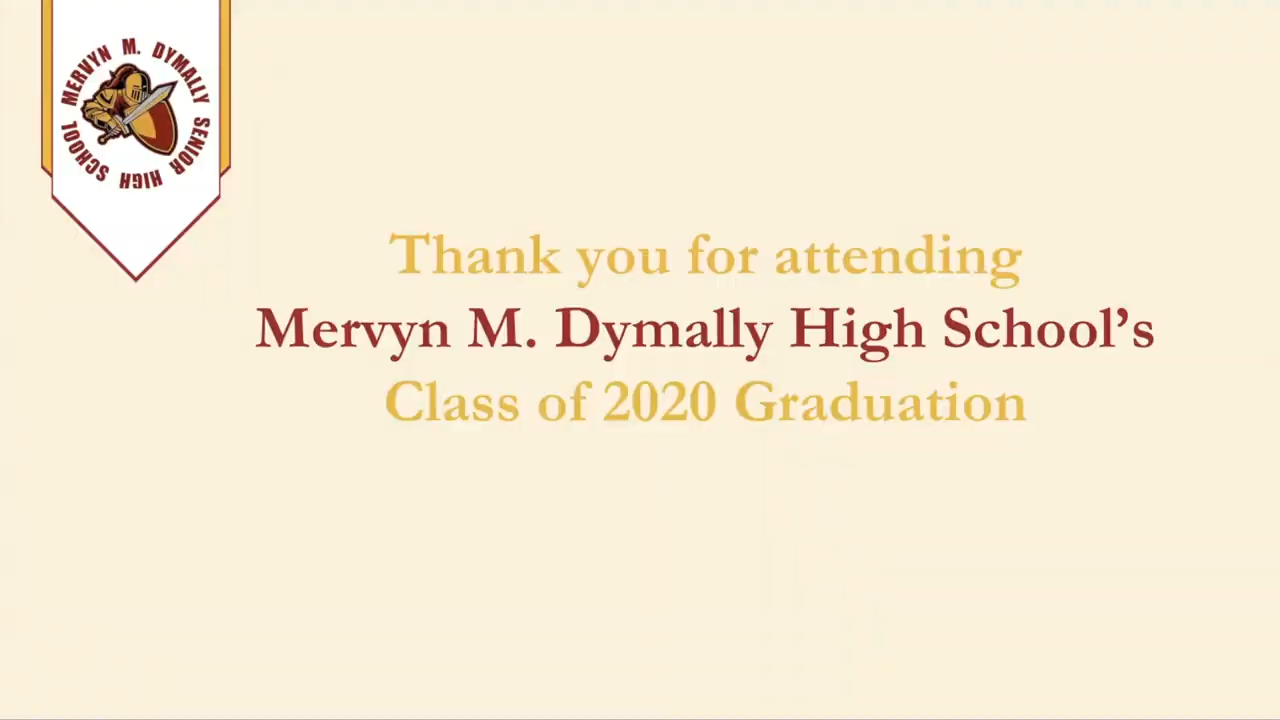 MERVYN M. DYMALLY SENIOR HIGH SCHOOL
Thank you for attending
Mervyn M. Dymally High School’s
Class of 2020 Graduation